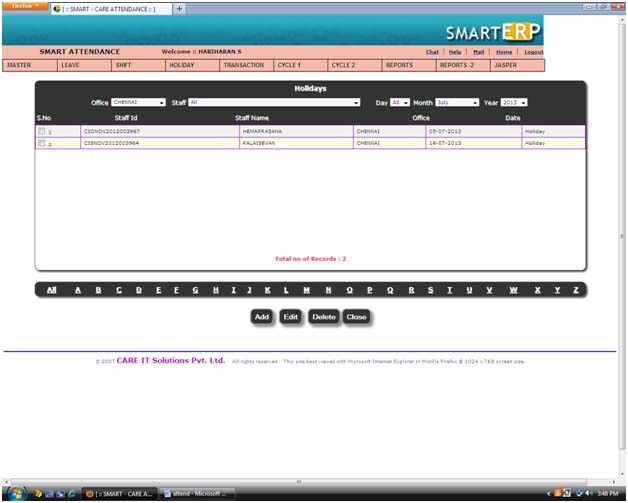 Firefox
[ :: SMART - CARE ATTENDANCE :: ]
SMART ERP
SMART ATTENDANCE Welcome :: HARIHARAN S Chat | Help | Mail | Home | Logout
MASTER LEAVE SHIFT HOLIDAY TRANSACTION CYCLE 1 CYCLE 2 REPORTS REPORTS -2 JASPER
Holidays
Office CHENNAI Staff All Day All Month July Year 2013
S.No Staff Id Staff Name Office Date
1 CISNOV2012003967 HEMAPRASANA CHENNAI 05-07-2013 Holiday
2 CISNOV2012003964 KALAISEVAN CHENNAI 16-07-2013 Holiday
Total no of Records : 2
All A B C D E F G H I J K L M N O P Q R S T U V W X Y Z
Add Edit Delete Close
© 2007 CARE IT Solutions Pvt. Ltd. All rights reserved. This site best viewed with Microsoft Internet Explorer or Mozilla Firefox @ 1024 x 768 screen size.
[ :: SMART - CARE A... attend - Microsoft ... 3:48 PM